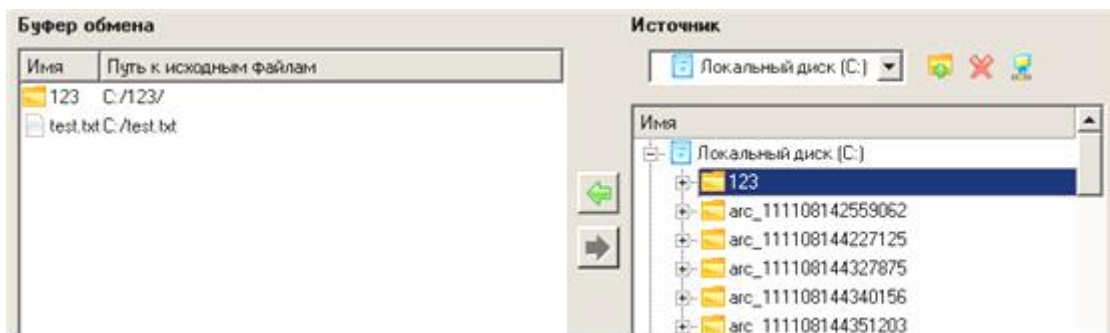 Буфер обмена
Имя Путь к исходным файлам
123 C:/123/
test.txt C:/test.txt
Источник
Локальный диск (C:)
Имя
Локальный диск (C:)
123
arc_111108142559062
arc_111108144227125
arc_111108144327875
arc_111108144340156
arc_111108144351203